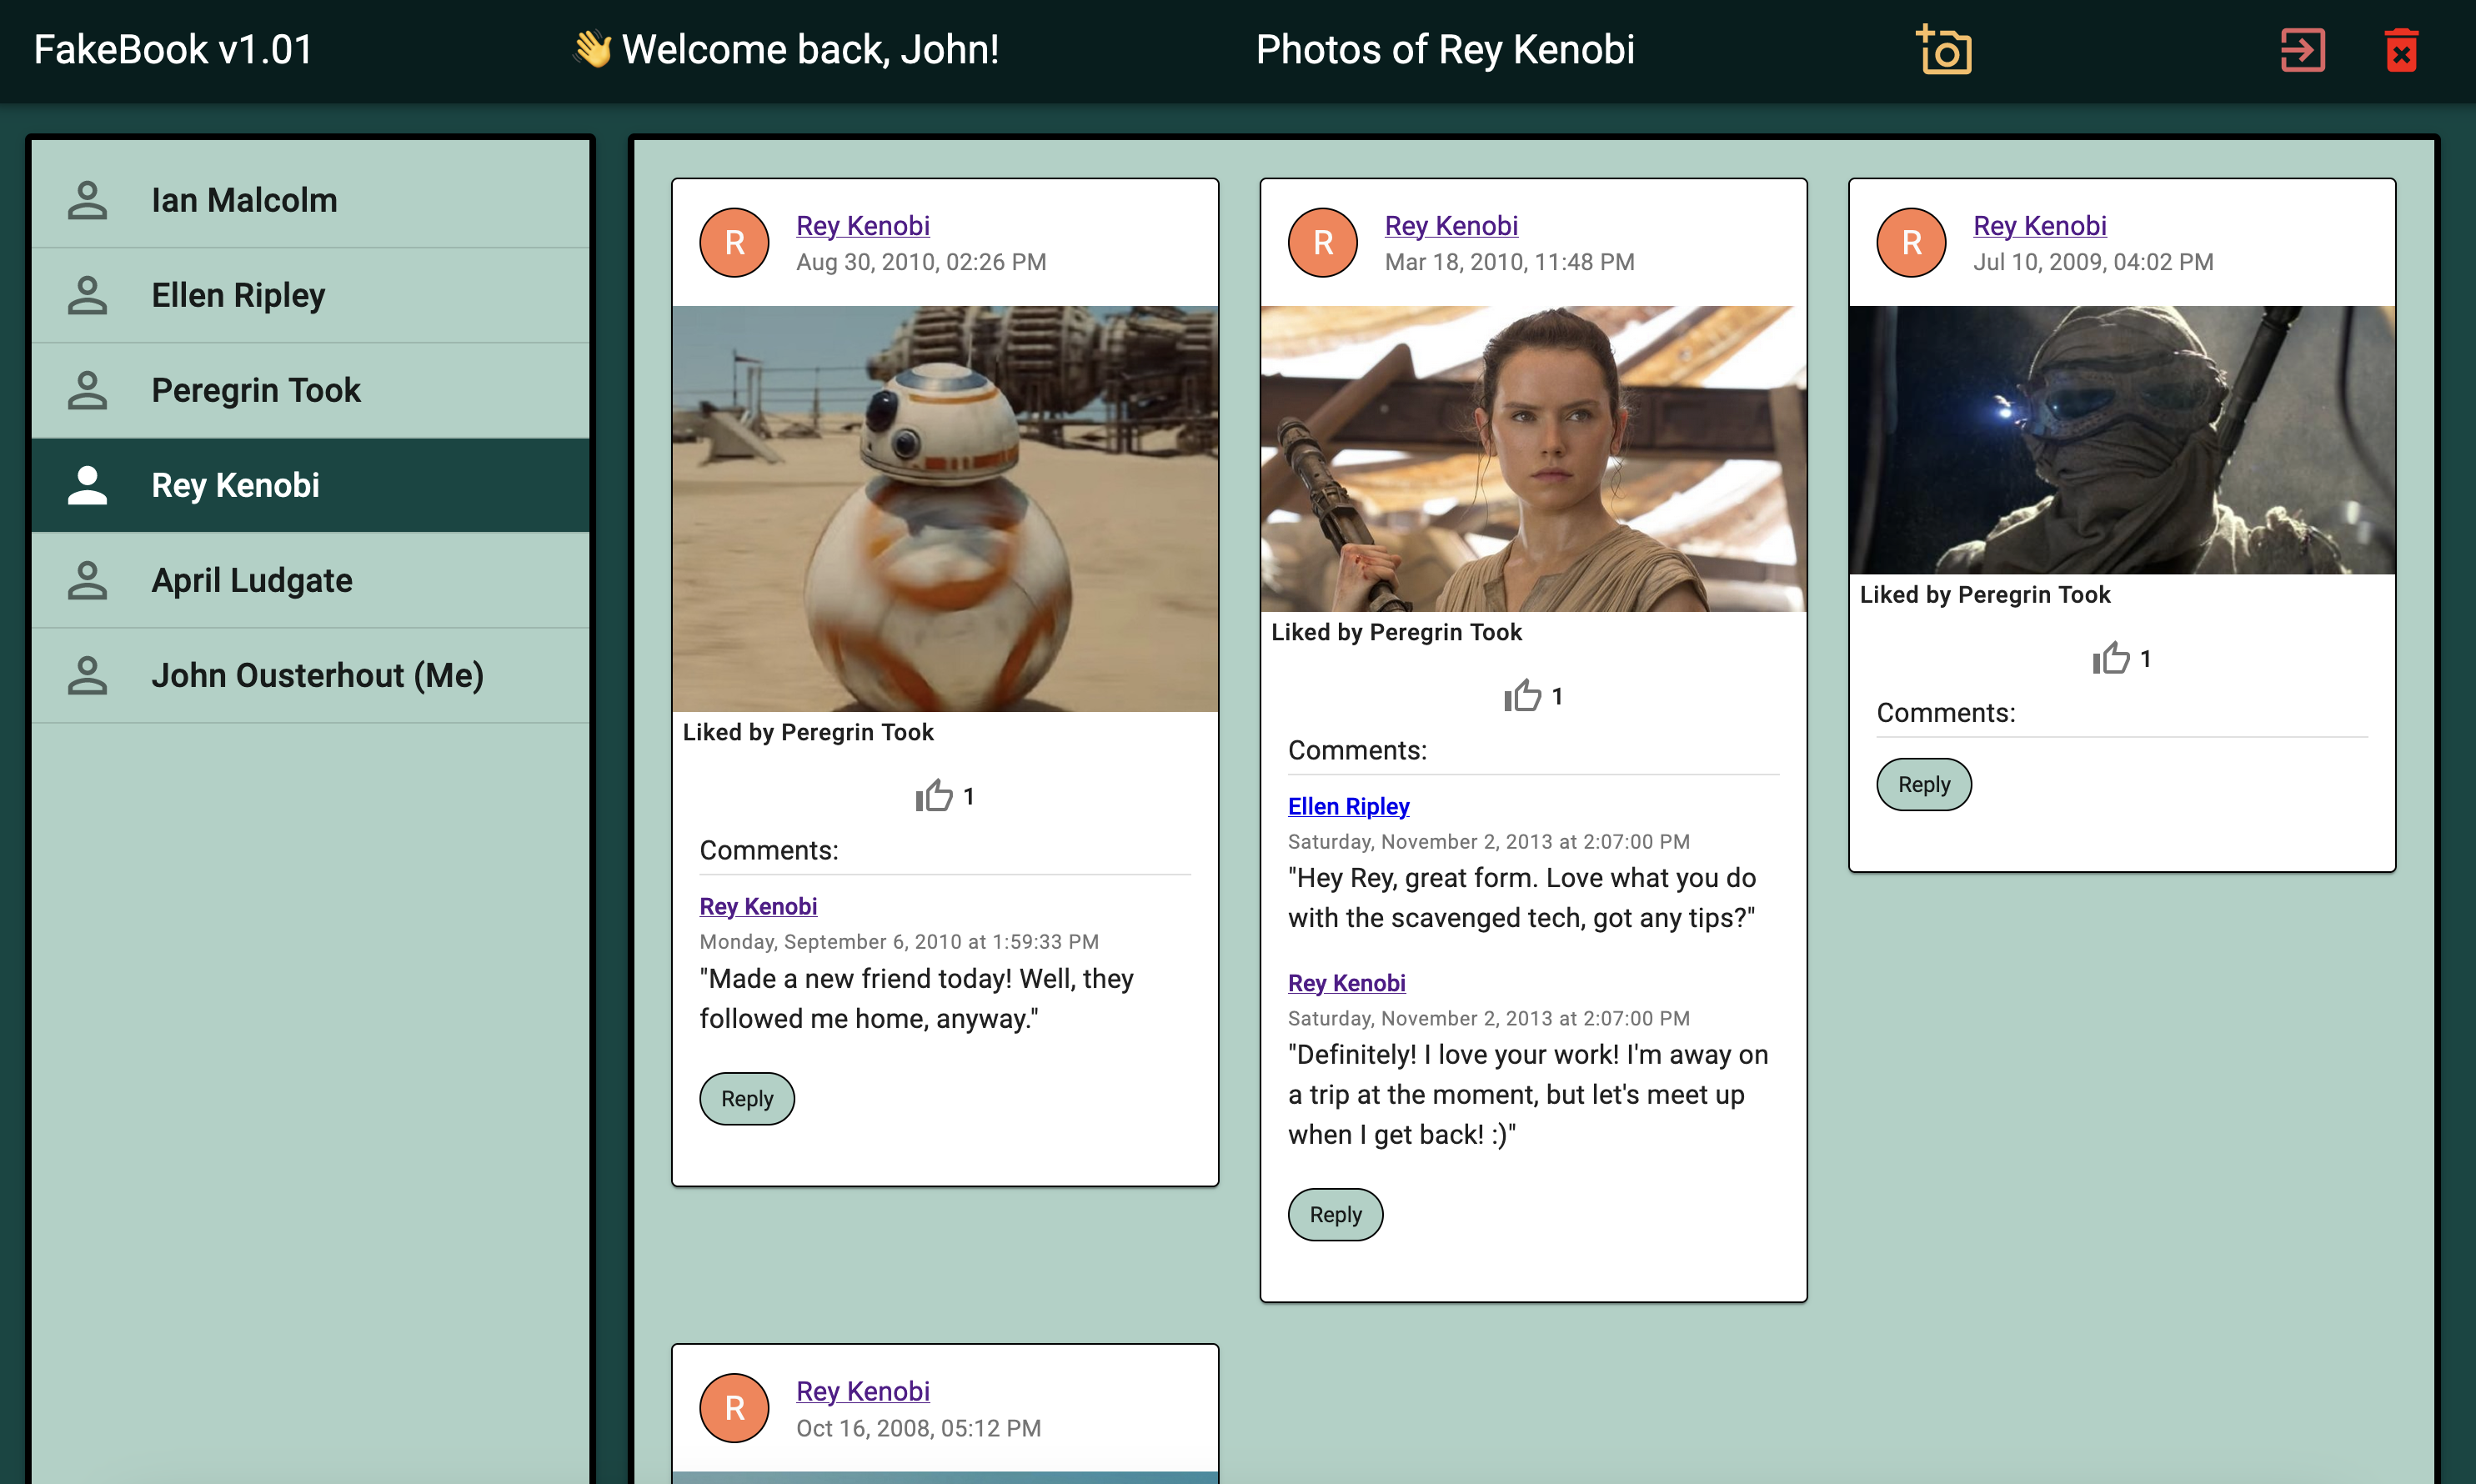 FakeBook v1.01
👋 Welcome back, John!
Photos of Rey Kenobi
Ian Malcolm
Ellen Ripley
Peregrin Took
Rey Kenobi
April Ludgate
John Ousterhout (Me)
R
Rey Kenobi
Aug 30, 2010, 02:26 PM
Liked by Peregrin Took
1
Comments:
Rey Kenobi
Monday, September 6, 2010 at 1:59:33 PM
"Made a new friend today! Well, they
followed me home, anyway."
Reply
R
Rey Kenobi
Mar 18, 2010, 11:48 PM
Liked by Peregrin Took
1
Comments:
Ellen Ripley
Saturday, November 2, 2013 at 2:07:00 PM
"Hey Rey, great form. Love what you do
with the scavenged tech, got any tips?"
Rey Kenobi
Saturday, November 2, 2013 at 2:07:00 PM
"Definitely! I love your work! I'm away on
a trip at the moment, but let's meet up
when I get back! :)"
Reply
R
Rey Kenobi
Jul 10, 2009, 04:02 PM
Liked by Peregrin Took
1
Comments:
Reply
R
Rey Kenobi
Oct 16, 2008, 05:12 PM